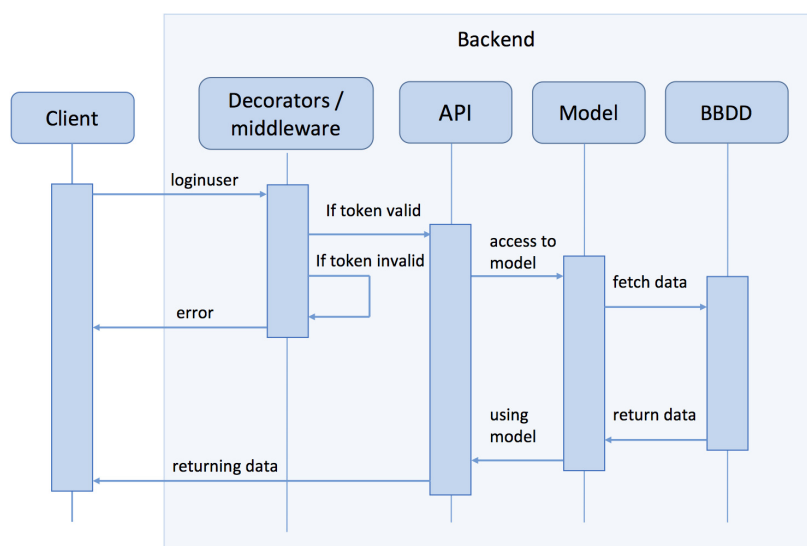 Backend
Client
Decorators /
middleware
API
Model
BBDD
loginuser
If token valid
If token invalid
access to
model
fetch data
error
using
model
return data
returning data